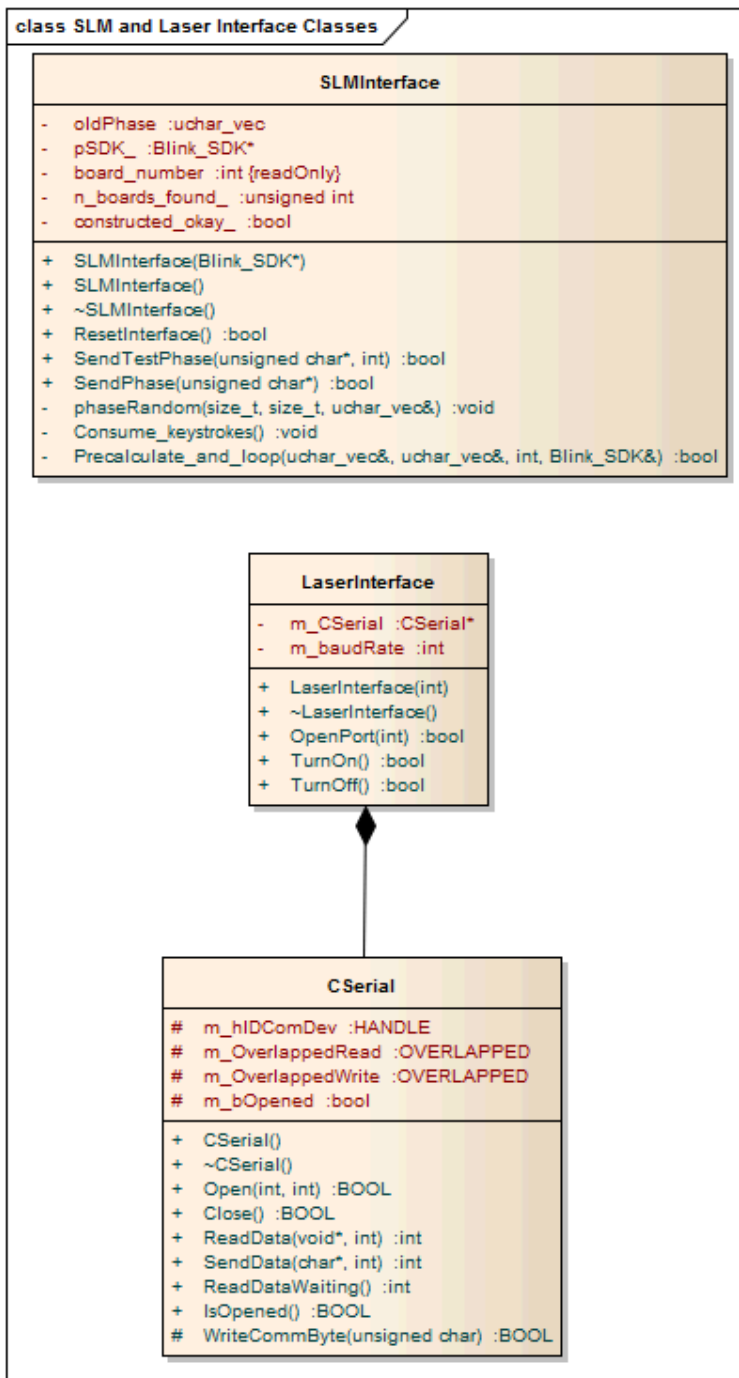 class SLM and Laser Interface Classes
SLMInterface
- oldPhase :uchar_vec
- pSDK_ :Blink_SDK*
- board_number :int {readOnly}
- n_boards_found_ :unsigned int
- constructed_okay_ :bool
+ SLMInterface(Blink_SDK*)
+ SLMInterface()
+ ~SLMInterface()
+ ResetInterface() :bool
+ SendTestPhase(unsigned char*, int) :bool
+ SendPhase(unsigned char*) :bool
- phaseRandom(size_t, size_t, uchar_vec&) :void
- Consume_keystrokes() :void
- Precalculate_and_loop(uchar_vec&, uchar_vec&, int, Blink_SDK&) :bool
LaserInterface
- m_CSerial :CSerial*
- m_baudRate :int
+ LaserInterface(int)
+ ~LaserInterface()
+ OpenPort(int) :bool
+ TurnOn() :bool
+ TurnOff() :bool
CSerial
# m_hIDComDev :HANDLE
# m_OverlappedRead :OVERLAPPED
# m_OverlappedWrite :OVERLAPPED
# m_bOpened :bool
+ CSerial()
+ ~CSerial()
+ Open(int, int) :BOOL
+ Close() :BOOL
+ ReadData(void*, int) :int
+ SendData(char*, int) :int
+ ReadDataWaiting() :int
+ IsOpened() :BOOL
# WriteCommByte(unsigned char) :BOOL